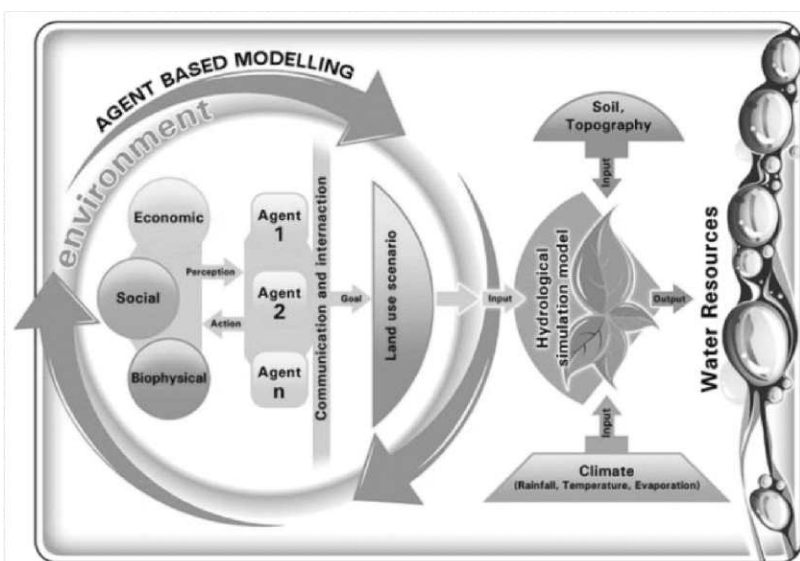 AGENT BASED MODELLING
environment
Economic
Social
Biophysical
Perception
Action
Agent
1
Agent
2
Agent
n
Communication and internaction
Goal
Land use scenario
Input
Soil,
Topography
Input
Hydrological
simulation model
Output
Input
Climate
(Rainfall, Temperature, Evaporation)
Water Resources